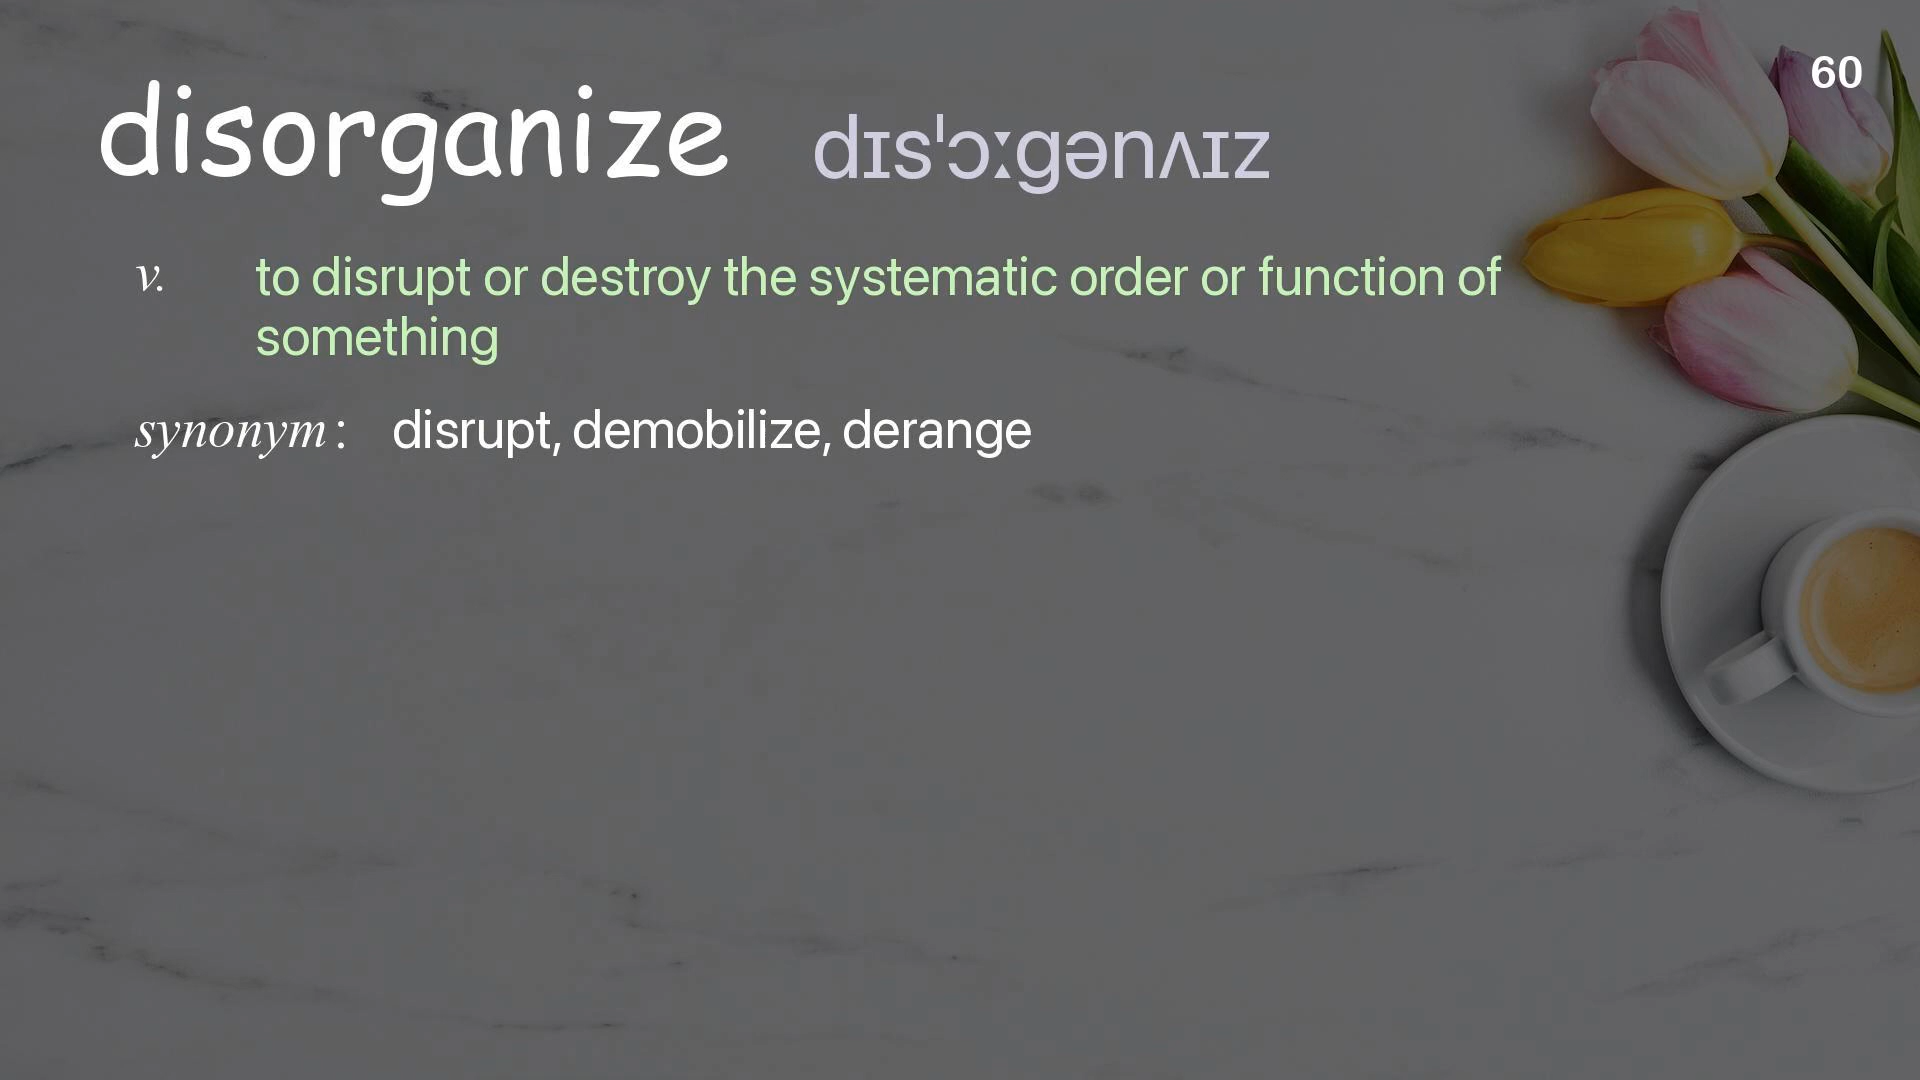 60
disorganize dɪsˈɔːgənʌɪz
v. to disrupt or destroy the systematic order or function of
something
synonym: disrupt, demobilize, derange